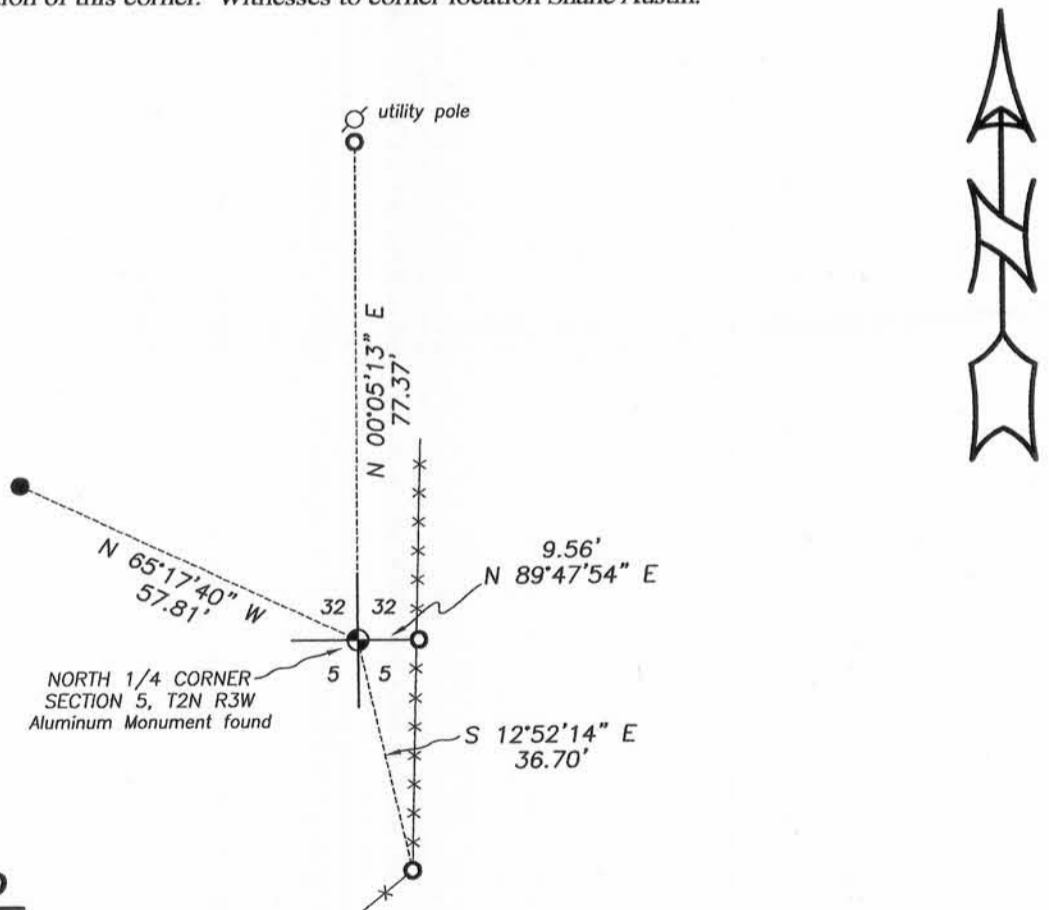 of this corner. Witnesses to corner location Shane Austin.
utility pole
N 00°05'13" E
77.37'
N 65°17'40" W
57.81'
9.56'
N 89°47'54" E
32 32
5 5
NORTH 1/4 CORNER
SECTION 5, T2N R3W
Aluminum Monument found
S 12°52'14" E
36.70'
N